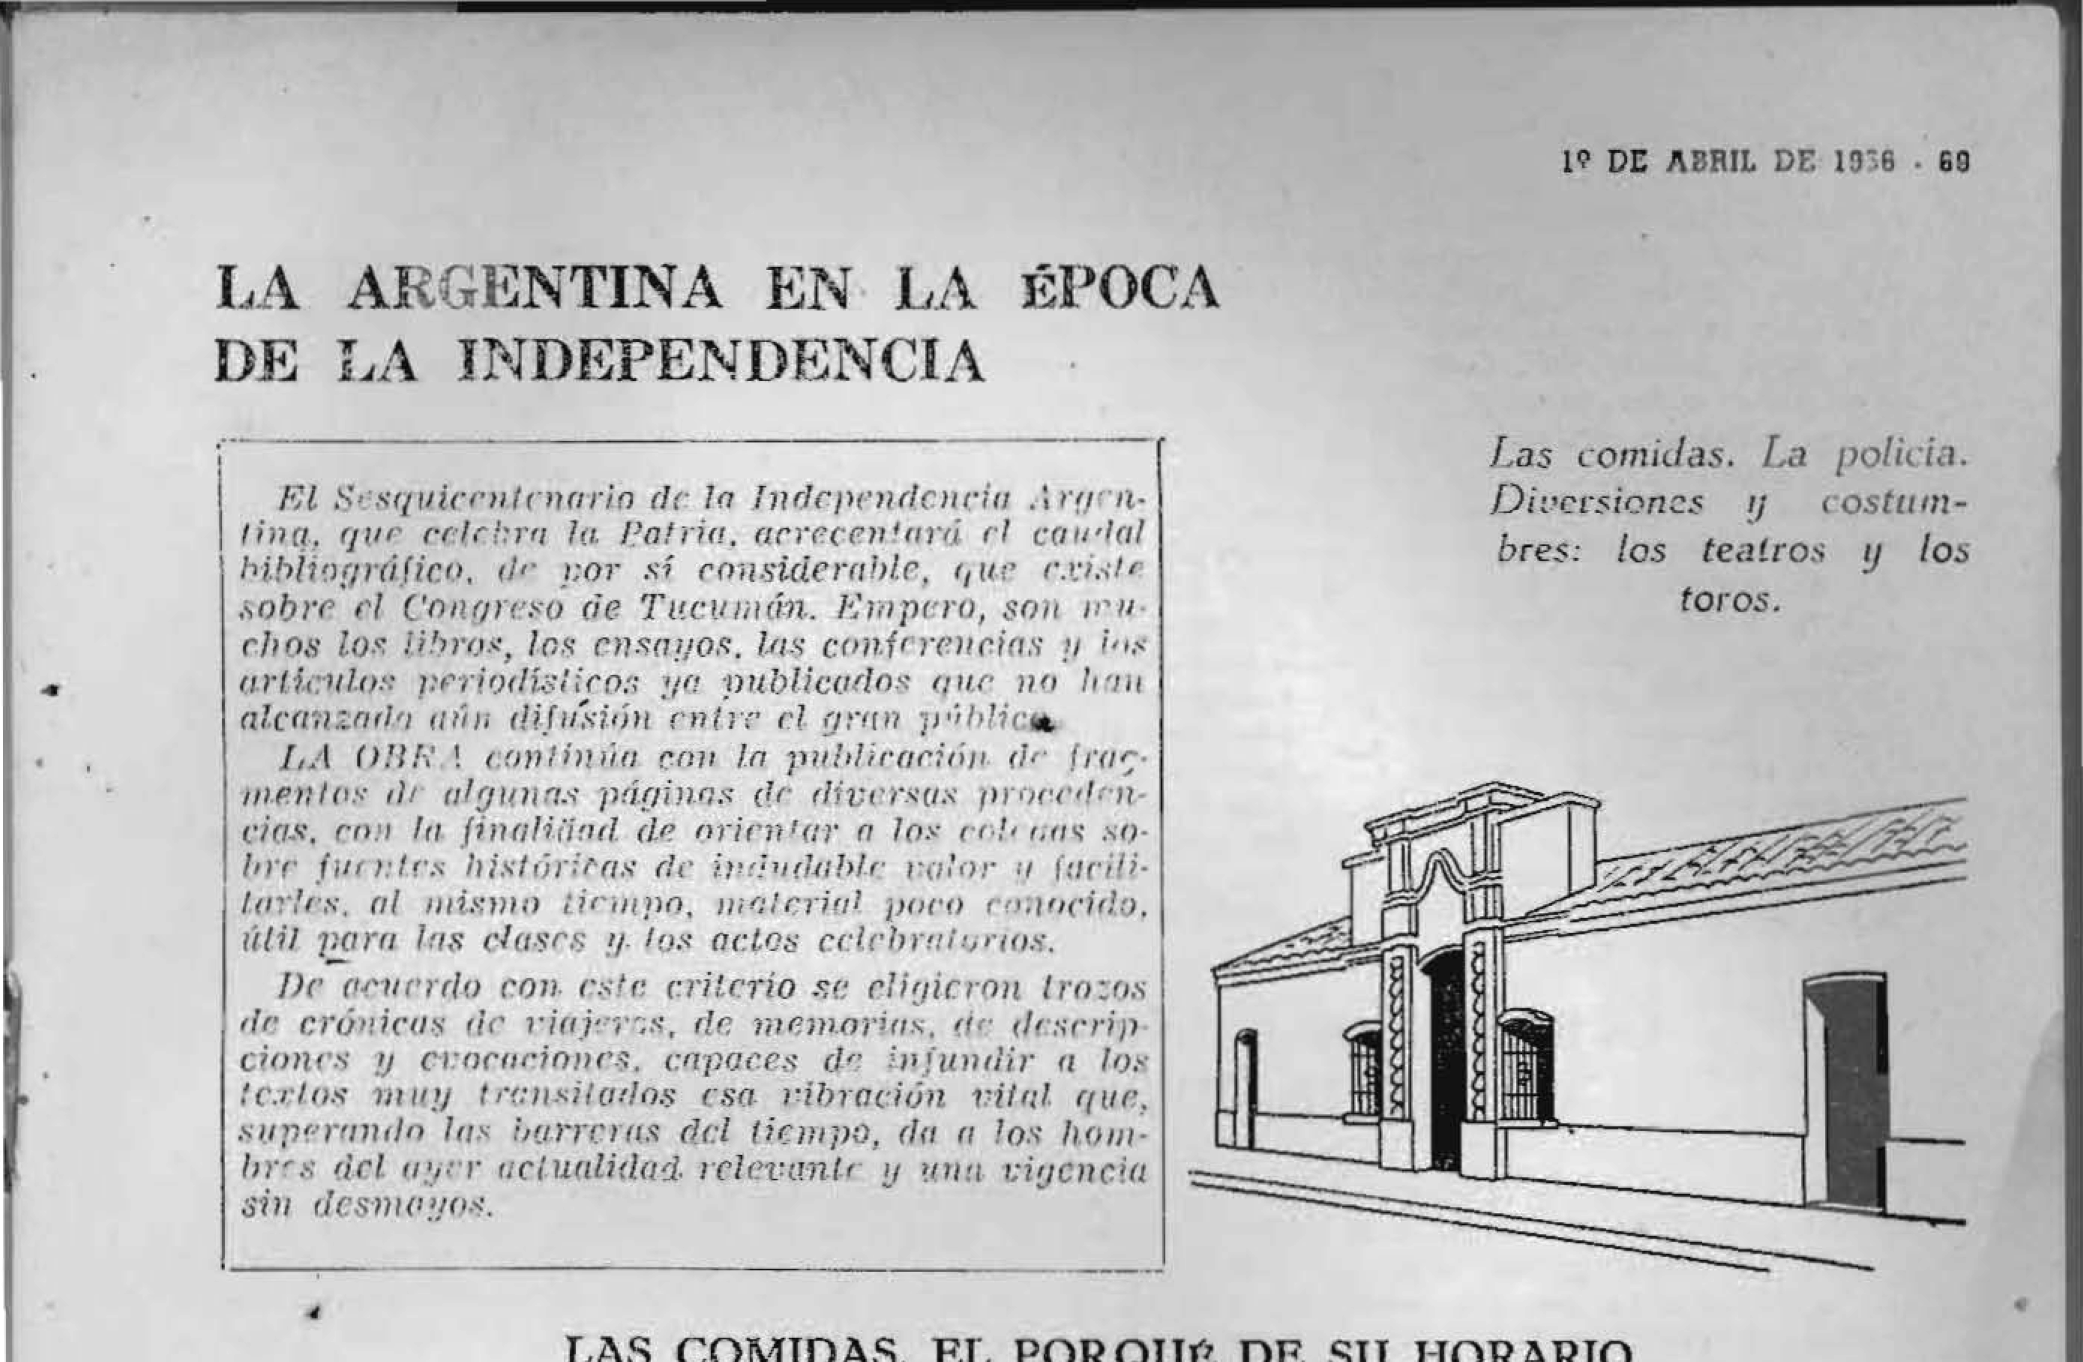 1º DE ABRIL DE 1966 . 69
LA ARGENTINA EN LA ÉPOCA
DE LA INDEPENDENCIA
El Sesquicentenario de la Independencia Argen-
tina, que celebra la Patria, acrecentará el caudal
bibliográfico, de por sí considerable, que existe
sobre el Congreso de Tucumán. Empero, son mu-
chos los libros, los ensayos, las conferencias y los
artículos periodísticos ya publicados que no han
alcanzado aún difusión entre el gran público.
LA OBRA continúa con la publicación de frag-
mentos de algunas páginas de diversas proceden-
cias, con la finalidad de orientar a los colegas so-
bre fuentes históricas de indudable valor y facili-
tarles, al mismo tiempo, material poco conocido,
útil para las clases y los actos celebratorios.
De acuerdo con este criterio se eligieron trozos
de crónicas de viajeros, de memorias, de descrip-
ciones y evocaciones, capaces de infundir a los
textos muy transitados esa vibración vital que,
superando las barreras del tiempo, da a los hom-
bres del ayer actualidad relevante y una vigencia
sin desmayos.
Las comidas. La policía.
Diversiones y costum-
bres: los teatros y los
toros.
LAS COMIDAS. EL PORQUÉ DE SU HORARIO